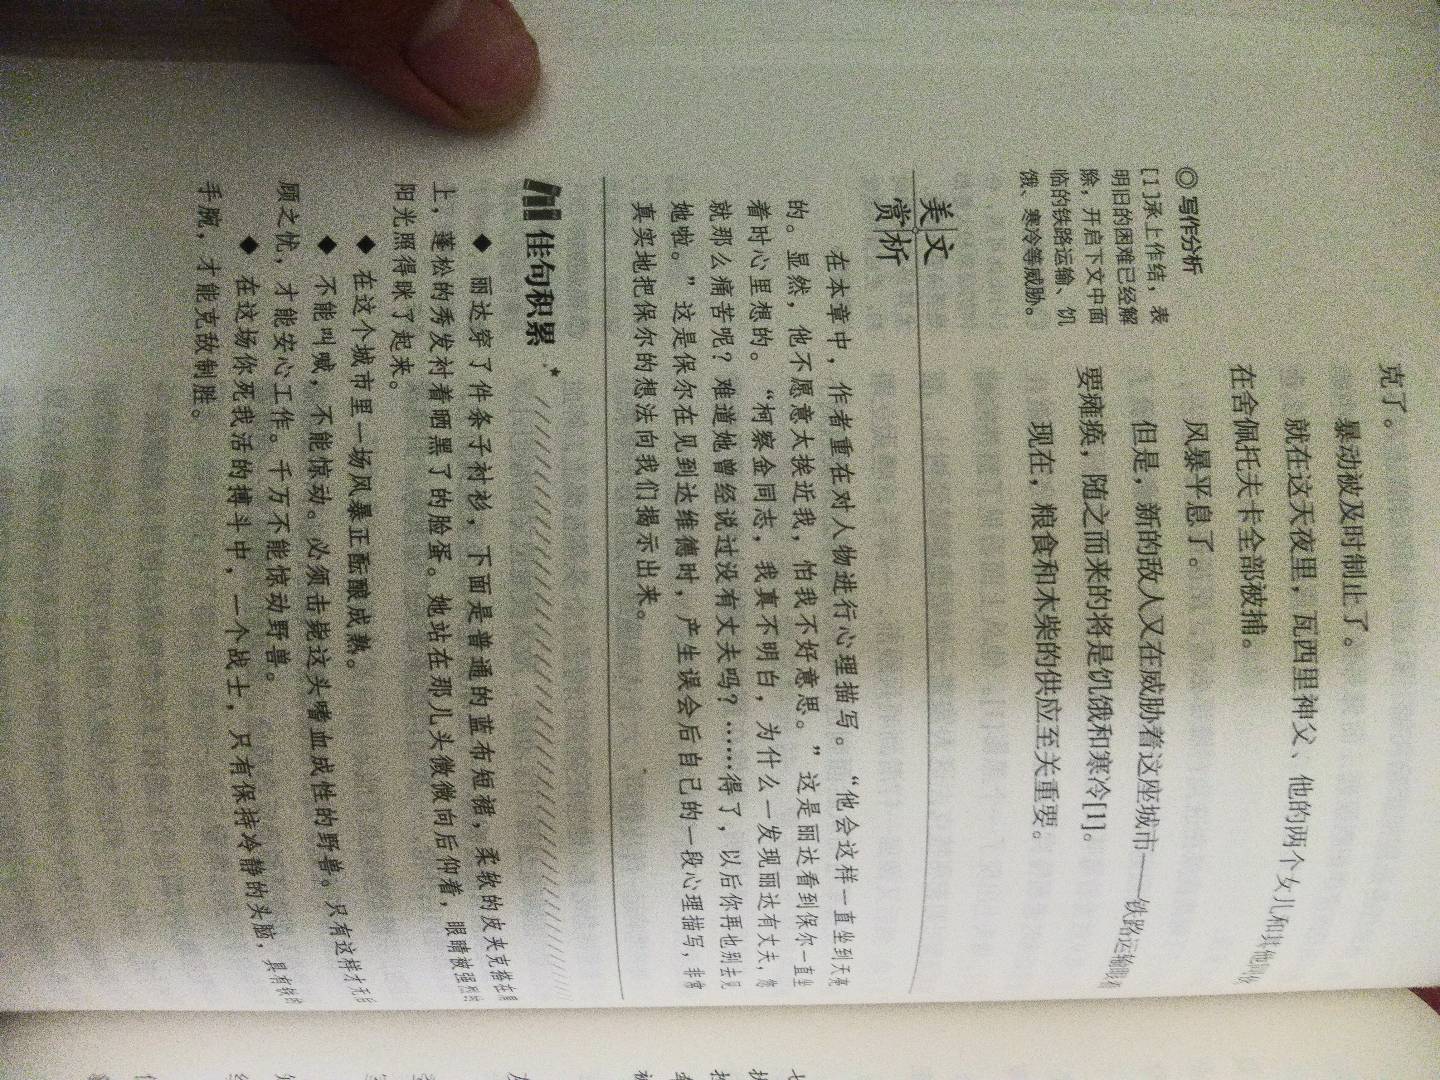 克了。
暴动被及时制止了。
就在这天夜里，瓦西里神父、他的两个女儿和其他同伙
在舍佩托夫卡全部被捕。
风暴平息了。
但是，新的敌人又在威胁着这座城市——铁路运输眼看
要瘫痪，随之而来的将是饥饿和寒冷[1]。
现在，粮食和木柴的供应至关重要。
◎写作分析
[1]承上作结，表
明旧的困难已经解
除，开启下文中面
临的铁路运输、饥
饿、寒冷等威胁。
美文
赏析
在本章中，作者重在对人物进行心理描写。“他会这样一直坐到天亮
的。显然，他不愿意太挨近我，怕我不好意思。”这是丽达看到保尔一直坐
着时心里想的。“柯察金同志，我真不明白，为什么一发现丽达有丈夫，您
就那么痛苦呢？难道她曾经说过没有丈夫吗？……得了，以后你再也别去见
她啦。”这是保尔在见到达维德时，产生误会后自己的一段心理描写，非常
真实地把保尔的想法向我们揭示出来。
佳句积累
◆ 丽达穿了件条子衬衫，下面是普通的蓝布短裙，柔软的皮夹克搭在肩
上，蓬松的秀发衬着晒黑了的脸蛋。她站在那儿头微微向后仰着，眼睛被强烈的
阳光照得眯了起来。
◆ 在这个城市里一场风暴正酝酿成熟。
◆ 不能叫喊，不能惊动。必须击毙这头嗜血成性的野兽。只有这样才无后
顾之忧，才能安心工作。千万不能惊动野兽。
◆ 在这场你死我活的搏斗中，一个战士，只有保持冷静的头脑，具有铁的
手腕，才能克敌制胜。